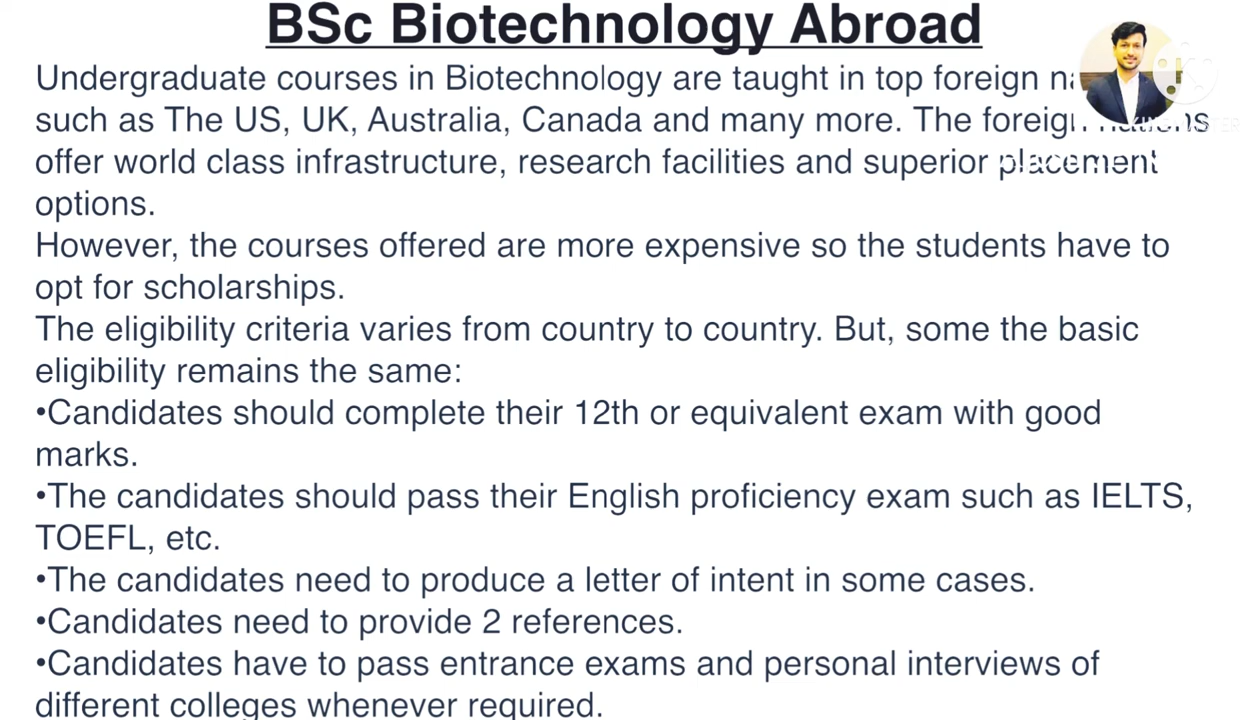 BSc Biotechnology Abroad
Undergraduate courses in Biotechnology are taught in top foreign
such as The US, UK, Australia, Canada and many more. The foreign
offer world class infrastructure, research facilities and superior placement
options.
However, the courses offered are more expensive so the students have to
opt for scholarships.
The eligibility criteria varies from country to country. But, some the basic
eligibility remains the same:
•Candidates should complete their 12th or equivalent exam with good
marks.
•The candidates should pass their English proficiency exam such as IELTS,
TOEFL, etc.
•The candidates need to produce a letter of intent in some cases.
•Candidates need to provide 2 references.
•Candidates have to pass entrance exams and personal interviews of
different colleges whenever required.